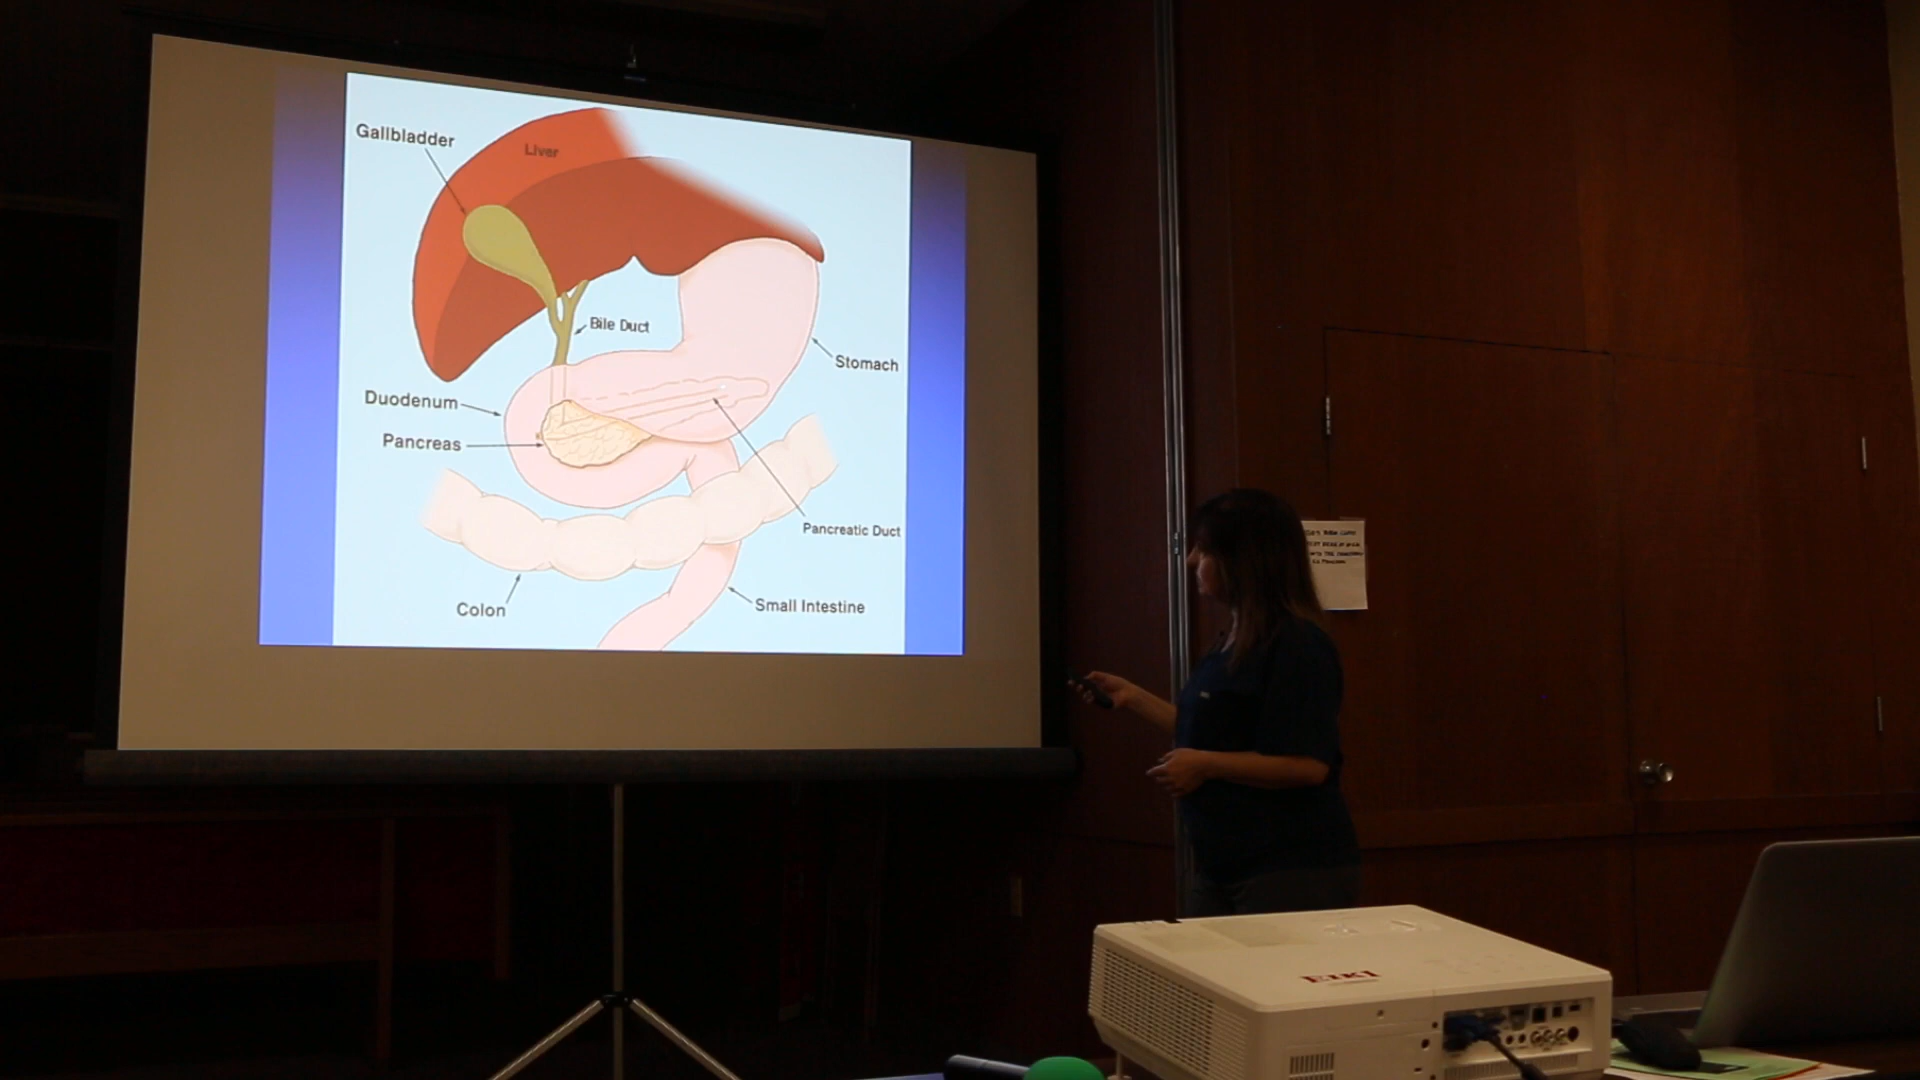 Gallbladder
Liver
Bile Duct
Stomach
Duodenum
Pancreas
Pancreatic Duct
Small Intestine
Colon
EIKI